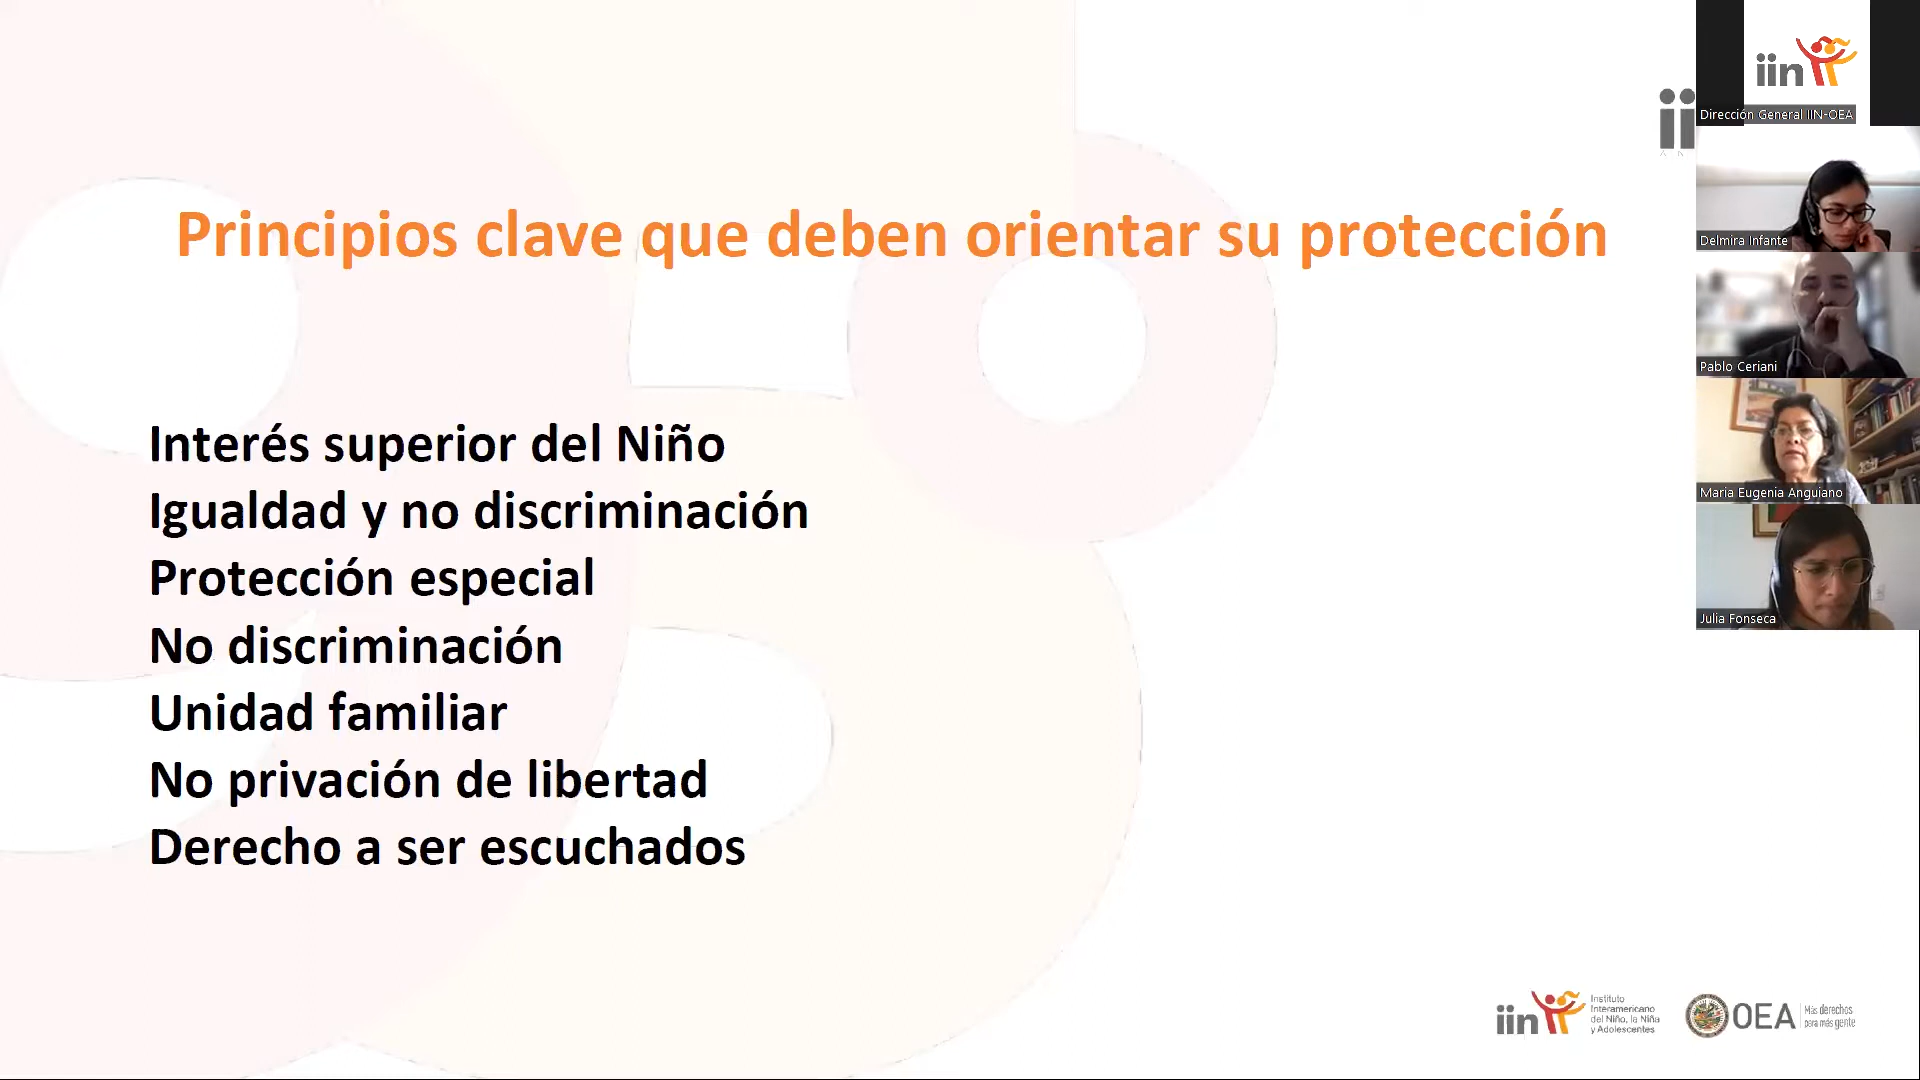 Principios clave que deben orientar su protección
Interés superior del Niño
Igualdad y no discriminación
Protección especial
No discriminación
Unidad familiar
No privación de libertad
Derecho a ser escuchados
iin
Dirección General IIN-OEA
Delmira Infante
Pablo Ceriani
Maria Eugenia Anguiano
Julia Fonseca
iin
Instituto
Interamericano
del Niño, la Niña
y Adolescentes
OEA
Más derechos
para más gente